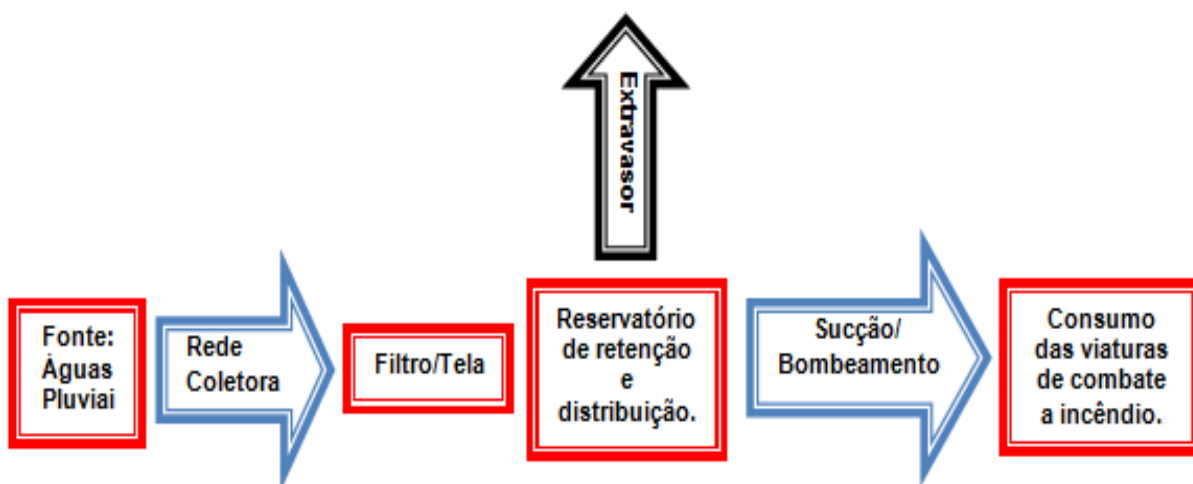 Extravasor
Fonte:
Águas
Pluviai
Rede
Coletora
Filtro/Tela
Reservatório
de retenção
e
distribuição.
Sucção/
Bombeamento
Consumo
das viaturas
de combate
a incêndio.